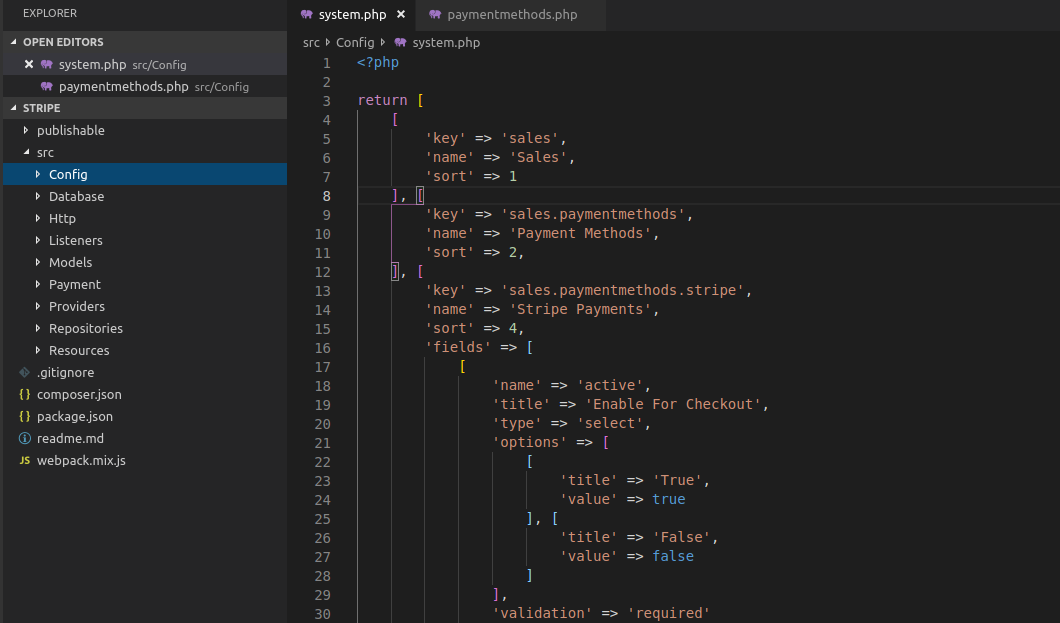 EXPLORER
OPEN EDITORS
system.php src/Config
paymentmethods.php src/Config
STRIPE
publishable
src
Config
Database
Http
Listeners
Models
Payment
Providers
Repositories
Resources
.gitignore
{} composer.json
{} package.json
readme.md
JS webpack.mix.js
system.php × paymentmethods.php
src Config system.php
1 <?php
2
3 return [
4 [
5 'key' => 'sales',
6 'name' => 'Sales',
7 'sort' => 1
8 ], [
9 'key' => 'sales.paymentmethods',
10 'name' => 'Payment Methods',
11 'sort' => 2,
12 ], [
13 'key' => 'sales.paymentmethods.stripe',
14 'name' => 'Stripe Payments',
15 'sort' => 4,
16 'fields' => [
17 [
18 'name' => 'active',
19 'title' => 'Enable For Checkout',
20 'type' => 'select',
21 'options' => [
22 [
23 'title' => 'True',
24 'value' => true
25 ], [
26 'title' => 'False',
27 'value' => false
28 ]
29 ],
30 'validation' => 'required'